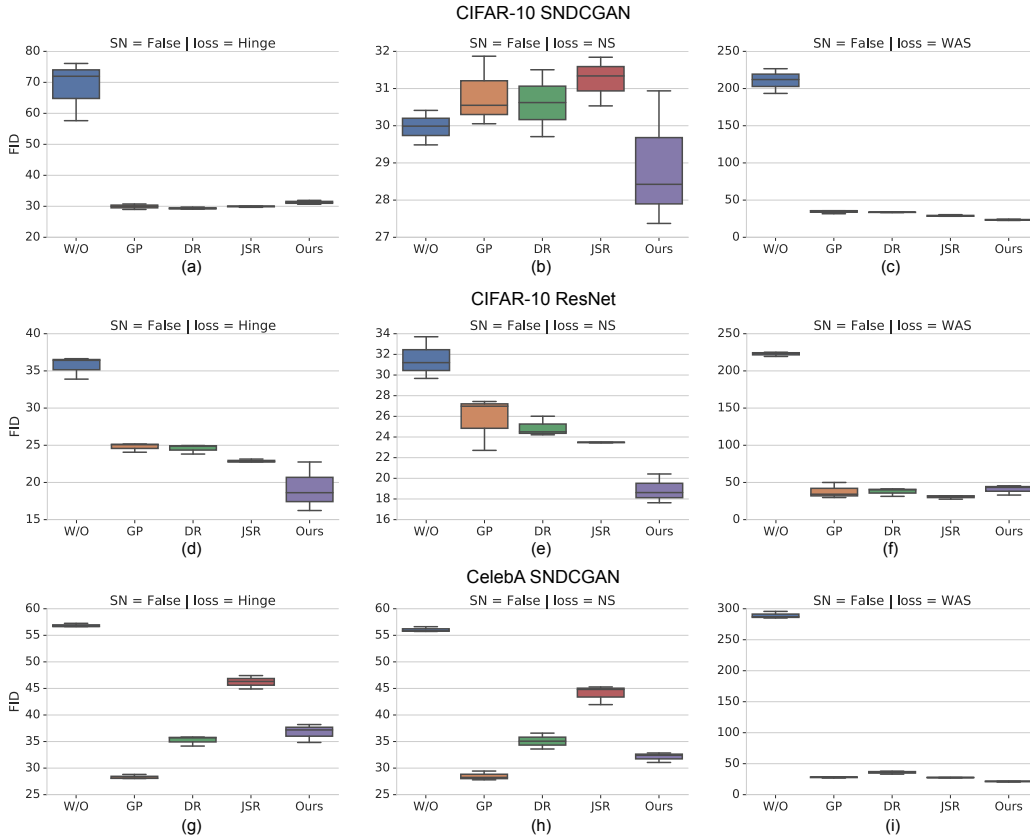 CIFAR-10 SNDCGAN
SN = False | loss = Hinge
SN = False | loss = NS
SN = False | loss = WAS
FID
80
70
60
50
40
30
20
32
31
30
29
28
27
250
200
150
100
50
0
W/O GP DR JSR Ours
W/O GP DR JSR Ours
W/O GP DR JSR Ours
(a)
(b)
(c)
CIFAR-10 ResNet
SN = False | loss = Hinge
SN = False | loss = NS
SN = False | loss = WAS
FID
40
35
30
25
20
15
34
32
30
28
26
24
22
20
18
16
250
200
150
100
50
0
W/O GP DR JSR Ours
W/O GP DR JSR Ours
W/O GP DR JSR Ours
(d)
(e)
(f)
CelebA SNDCGAN
SN = False | loss = Hinge
SN = False | loss = NS
SN = False | loss = WAS
FID
60
55
50
45
40
35
30
25
60
55
50
45
40
35
30
25
300
250
200
150
100
50
0
W/O GP DR JSR Ours
W/O GP DR JSR Ours
W/O GP DR JSR Ours
(g)
(h)
(i)